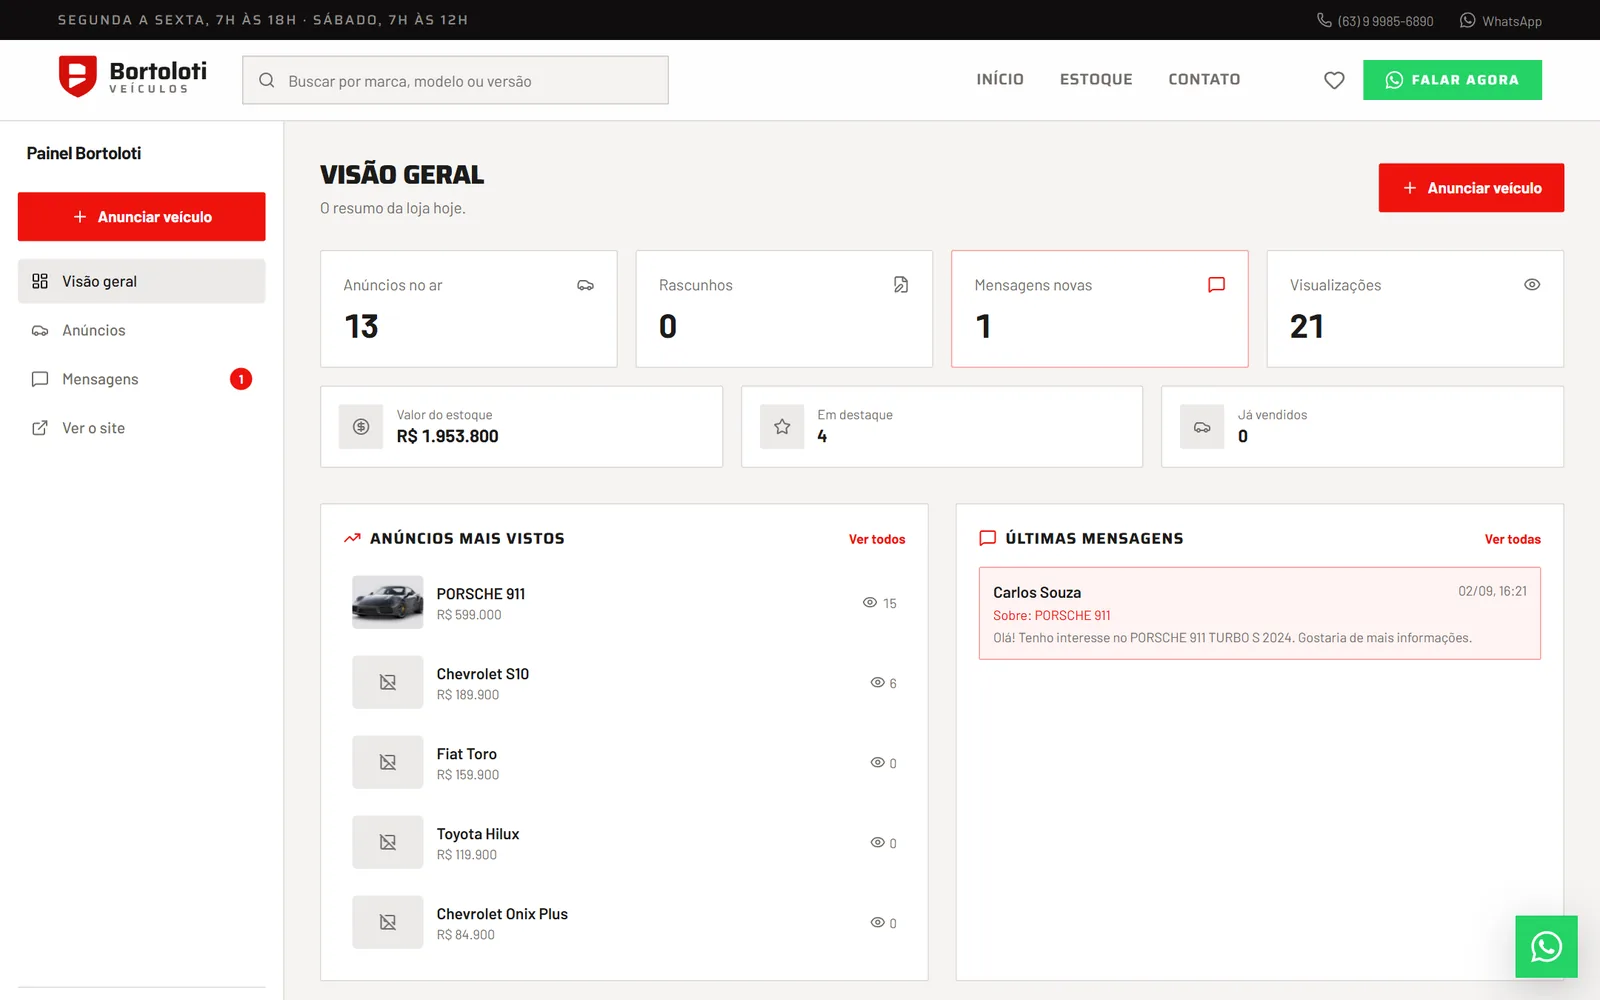 SEGUNDA A SEXTA, 7H ÀS 18H · SÁBADO, 7H ÀS 12H
(63) 9 9985-6890
WhatsApp
Bortoloti
VEÍCULOS
Buscar por marca, modelo ou versão
INÍCIO
ESTOQUE
CONTATO
FALAR AGORA
Painel Bortoloti
Anunciar veículo
Visão geral
Anúncios
Mensagens
1
Ver o site
VISÃO GERAL
O resumo da loja hoje.
Anunciar veículo
Anúncios no ar
13
Rascunhos
0
Mensagens novas
1
Visualizações
21
Valor do estoque
R$ 1.953.800
Em destaque
4
Já vendidos
0
ANÚNCIOS MAIS VISTOS
Ver todos
PORSCHE 911
R$ 599.000
15
Chevrolet S10
R$ 189.900
6
Fiat Toro
R$ 159.900
0
Toyota Hilux
R$ 119.900
0
Chevrolet Onix Plus
R$ 84.900
0
ÚLTIMAS MENSAGENS
Ver todas
Carlos Souza
02/09, 16:21
Sobre: PORSCHE 911
Olá! Tenho interesse no PORSCHE 911 TURBO S 2024. Gostaria de mais informações.